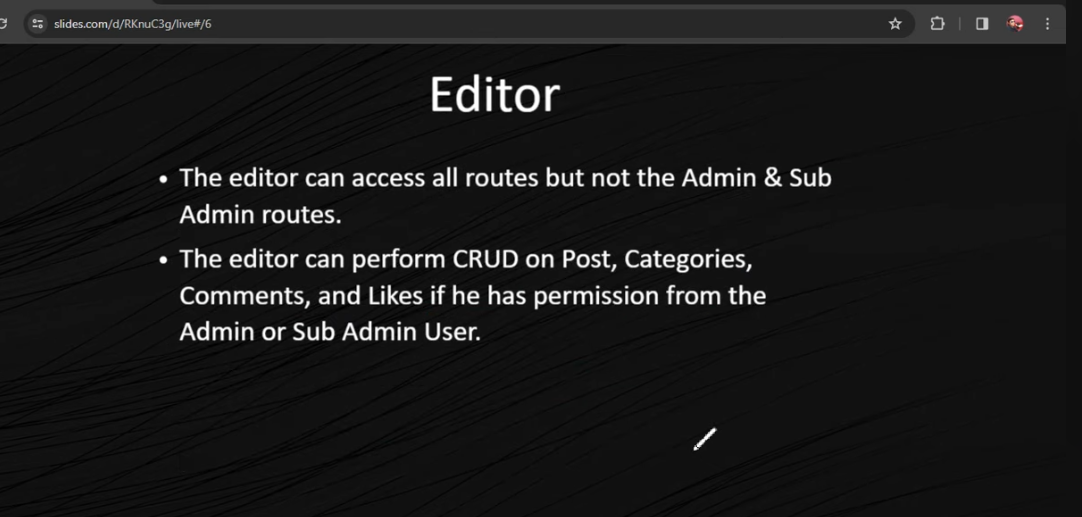 slides.com/d/RKnuC3g/live#/6
Editor
• The editor can access all routes but not the Admin & Sub
Admin routes.
• The editor can perform CRUD on Post, Categories,
Comments, and Likes if he has permission from the
Admin or Sub Admin User.